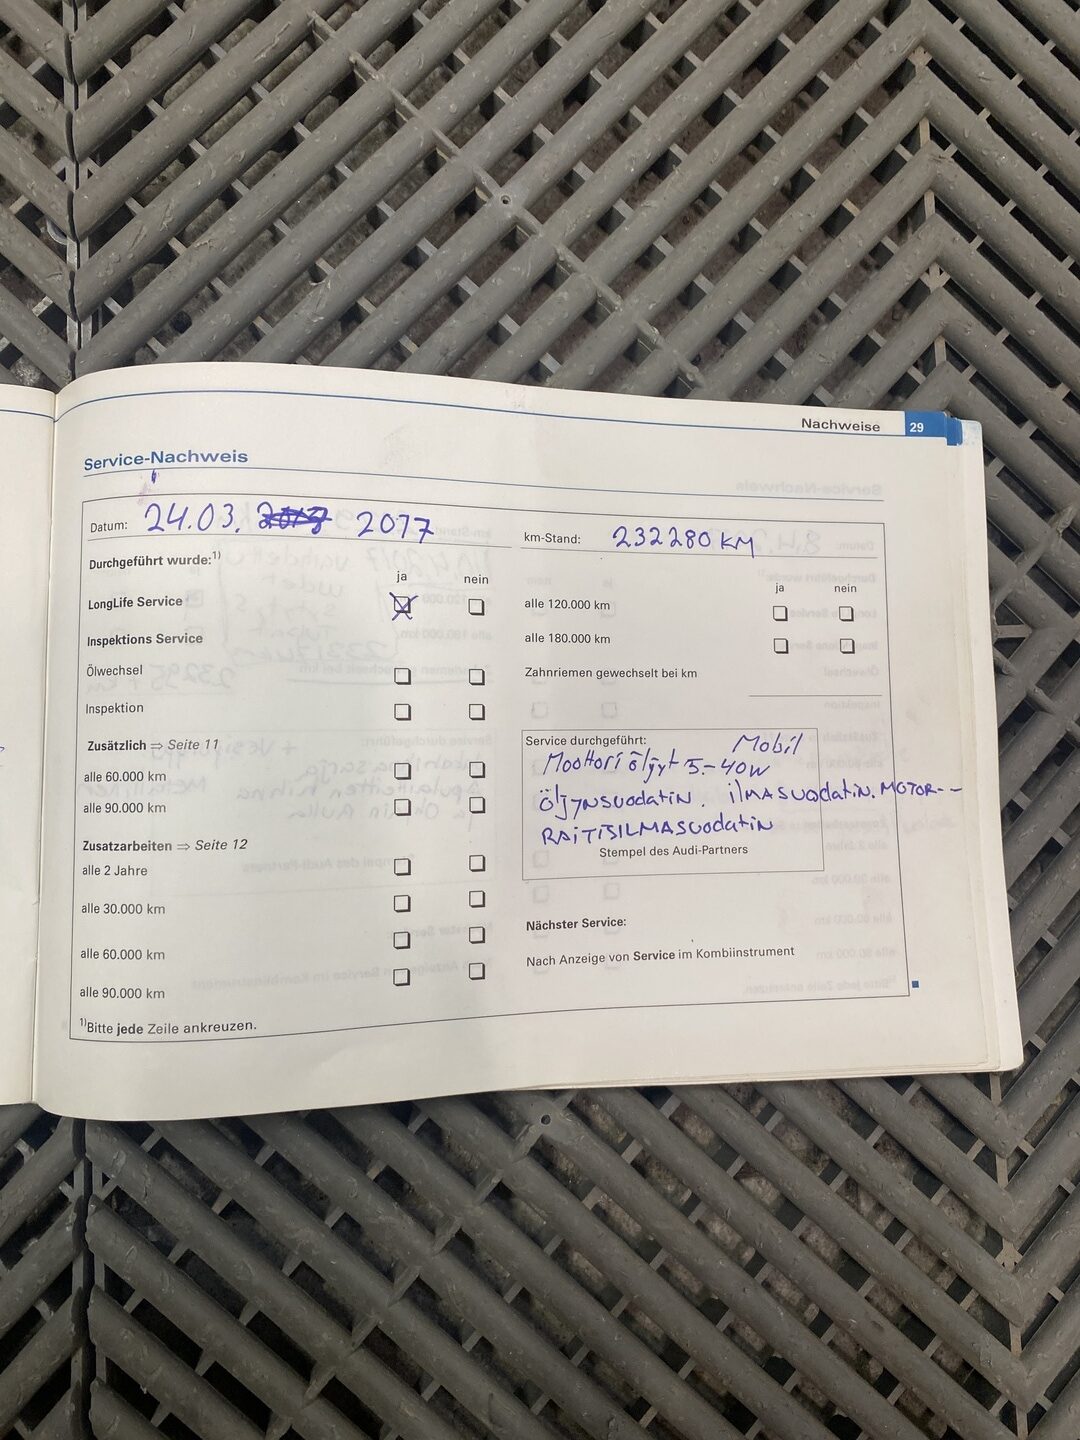 Nachweise 29
Service-Nachweis
Datum: 24.03. 2017
km-Stand: 232280 KM
Durchgeführt wurde:1)
ja nein
LongLife Service
Inspektions Service
Ölwechsel
Inspektion
Zusätzlich ⇒ Seite 11
alle 60.000 km
alle 90.000 km
Zusatzarbeiten ⇒ Seite 12
alle 2 Jahre
alle 30.000 km
alle 60.000 km
alle 90.000 km
1)Bitte jede Zeile ankreuzen.
ja nein
alle 120.000 km
alle 180.000 km
Zahnriemen gewechselt bei km
Service durchgeführt:
Mobil
Moottori öljyt 5-40W
ÖljYNSUodatin. ilMASUodatin. MOTOR--
RAITISILMASUodatiN
Stempel des Audi-Partners
Nächster Service:
Nach Anzeige von Service im Kombiinstrument